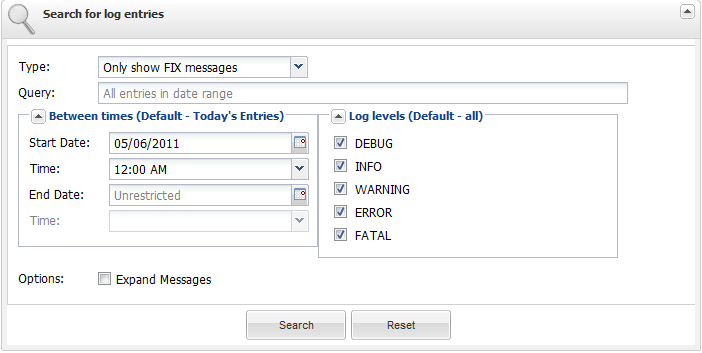 Search for log entries
Type: Only show FIX messages
Query: All entries in date range
Between times (Default - Today's Entries)
Start Date: 05/06/2011
Time: 12:00 AM
End Date: Unrestricted
Time:
Log levels (Default - all)
DEBUG
INFO
WARNING
ERROR
FATAL
Options: Expand Messages
Search Reset